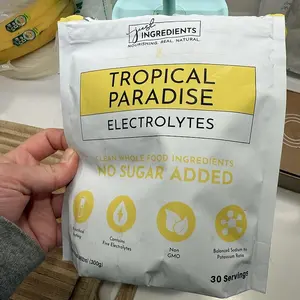 just
INGREDIENTS
NOURISHING. REAL. NATURAL.
TROPICAL
PARADISE
ELECTROLYTES
CLEAN WHOLE FOOD INGREDIENTS.
NO SUGAR ADDED
Contains
Five Electrolytes
Non
GMO
Balanced Sodium to
Potassium Ratio
(300g)
30 Servings